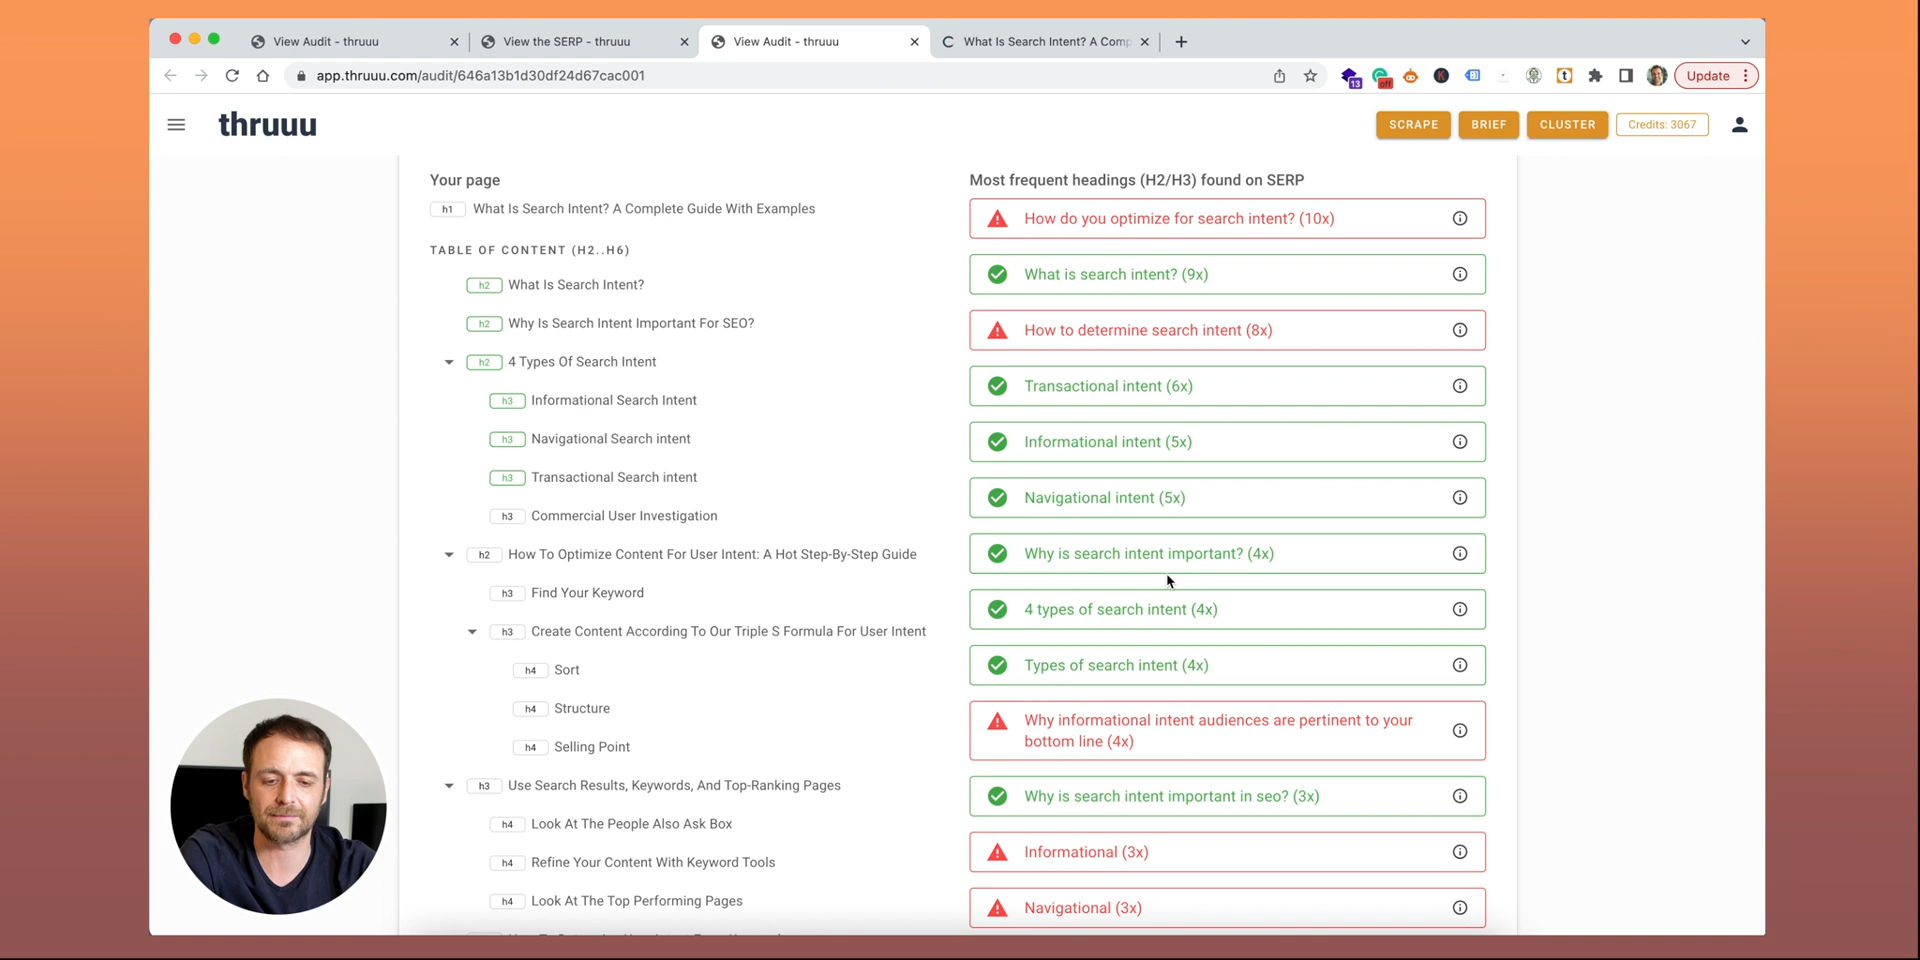 View Audit - thruuu
View the SERP - thruuu
View Audit - thruuu
What Is Search Intent? A Comp
app.thruuu.com/audit/646a13b1d30df24d67cac001
13
off
Update
thruuu
SCRAPE
BRIEF
CLUSTER
Credits: 3067
Your page
h1 What Is Search Intent? A Complete Guide With Examples
TABLE OF CONTENT (H2..H6)
h2 What Is Search Intent?
h2 Why Is Search Intent Important For SEO?
h2 4 Types Of Search Intent
h3 Informational Search Intent
h3 Navigational Search intent
h3 Transactional Search intent
h3 Commercial User Investigation
h2 How To Optimize Content For User Intent: A Hot Step-By-Step Guide
h3 Find Your Keyword
h3 Create Content According To Our Triple S Formula For User Intent
h4 Sort
h4 Structure
h4 Selling Point
h3 Use Search Results, Keywords, And Top-Ranking Pages
h4 Look At The People Also Ask Box
h4 Refine Your Content With Keyword Tools
h4 Look At The Top Performing Pages
Most frequent headings (H2/H3) found on SERP
How do you optimize for search intent? (10x)
What is search intent? (9x)
How to determine search intent (8x)
Transactional intent (6x)
Informational intent (5x)
Navigational intent (5x)
Why is search intent important? (4x)
4 types of search intent (4x)
Types of search intent (4x)
Why informational intent audiences are pertinent to your
bottom line (4x)
Why is search intent important in seo? (3x)
Informational (3x)
Navigational (3x)